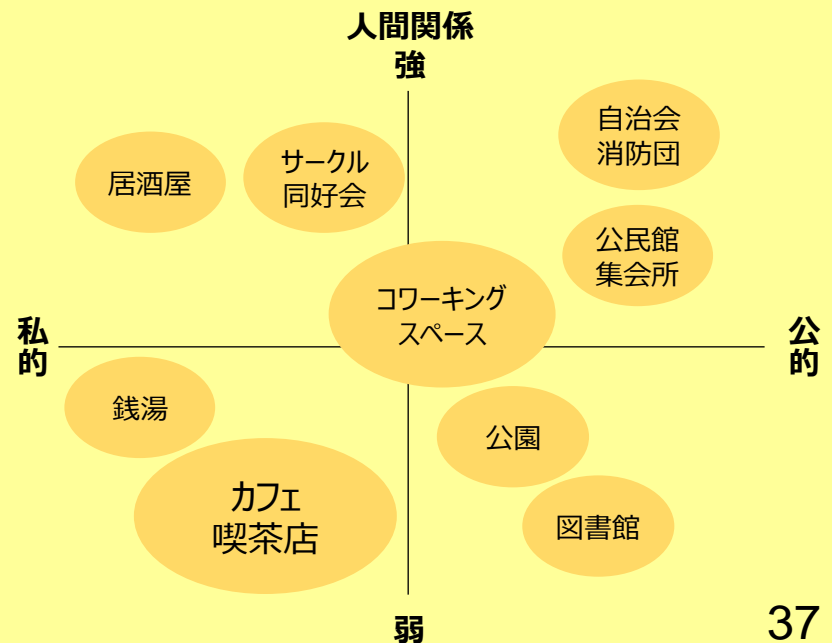 人間関係
強
自治会
消防団
サークル
同好会
居酒屋
公民館
集会所
コワーキング
スペース
私的
公的
銭湯
公園
カフェ
喫茶店
図書館
弱
37